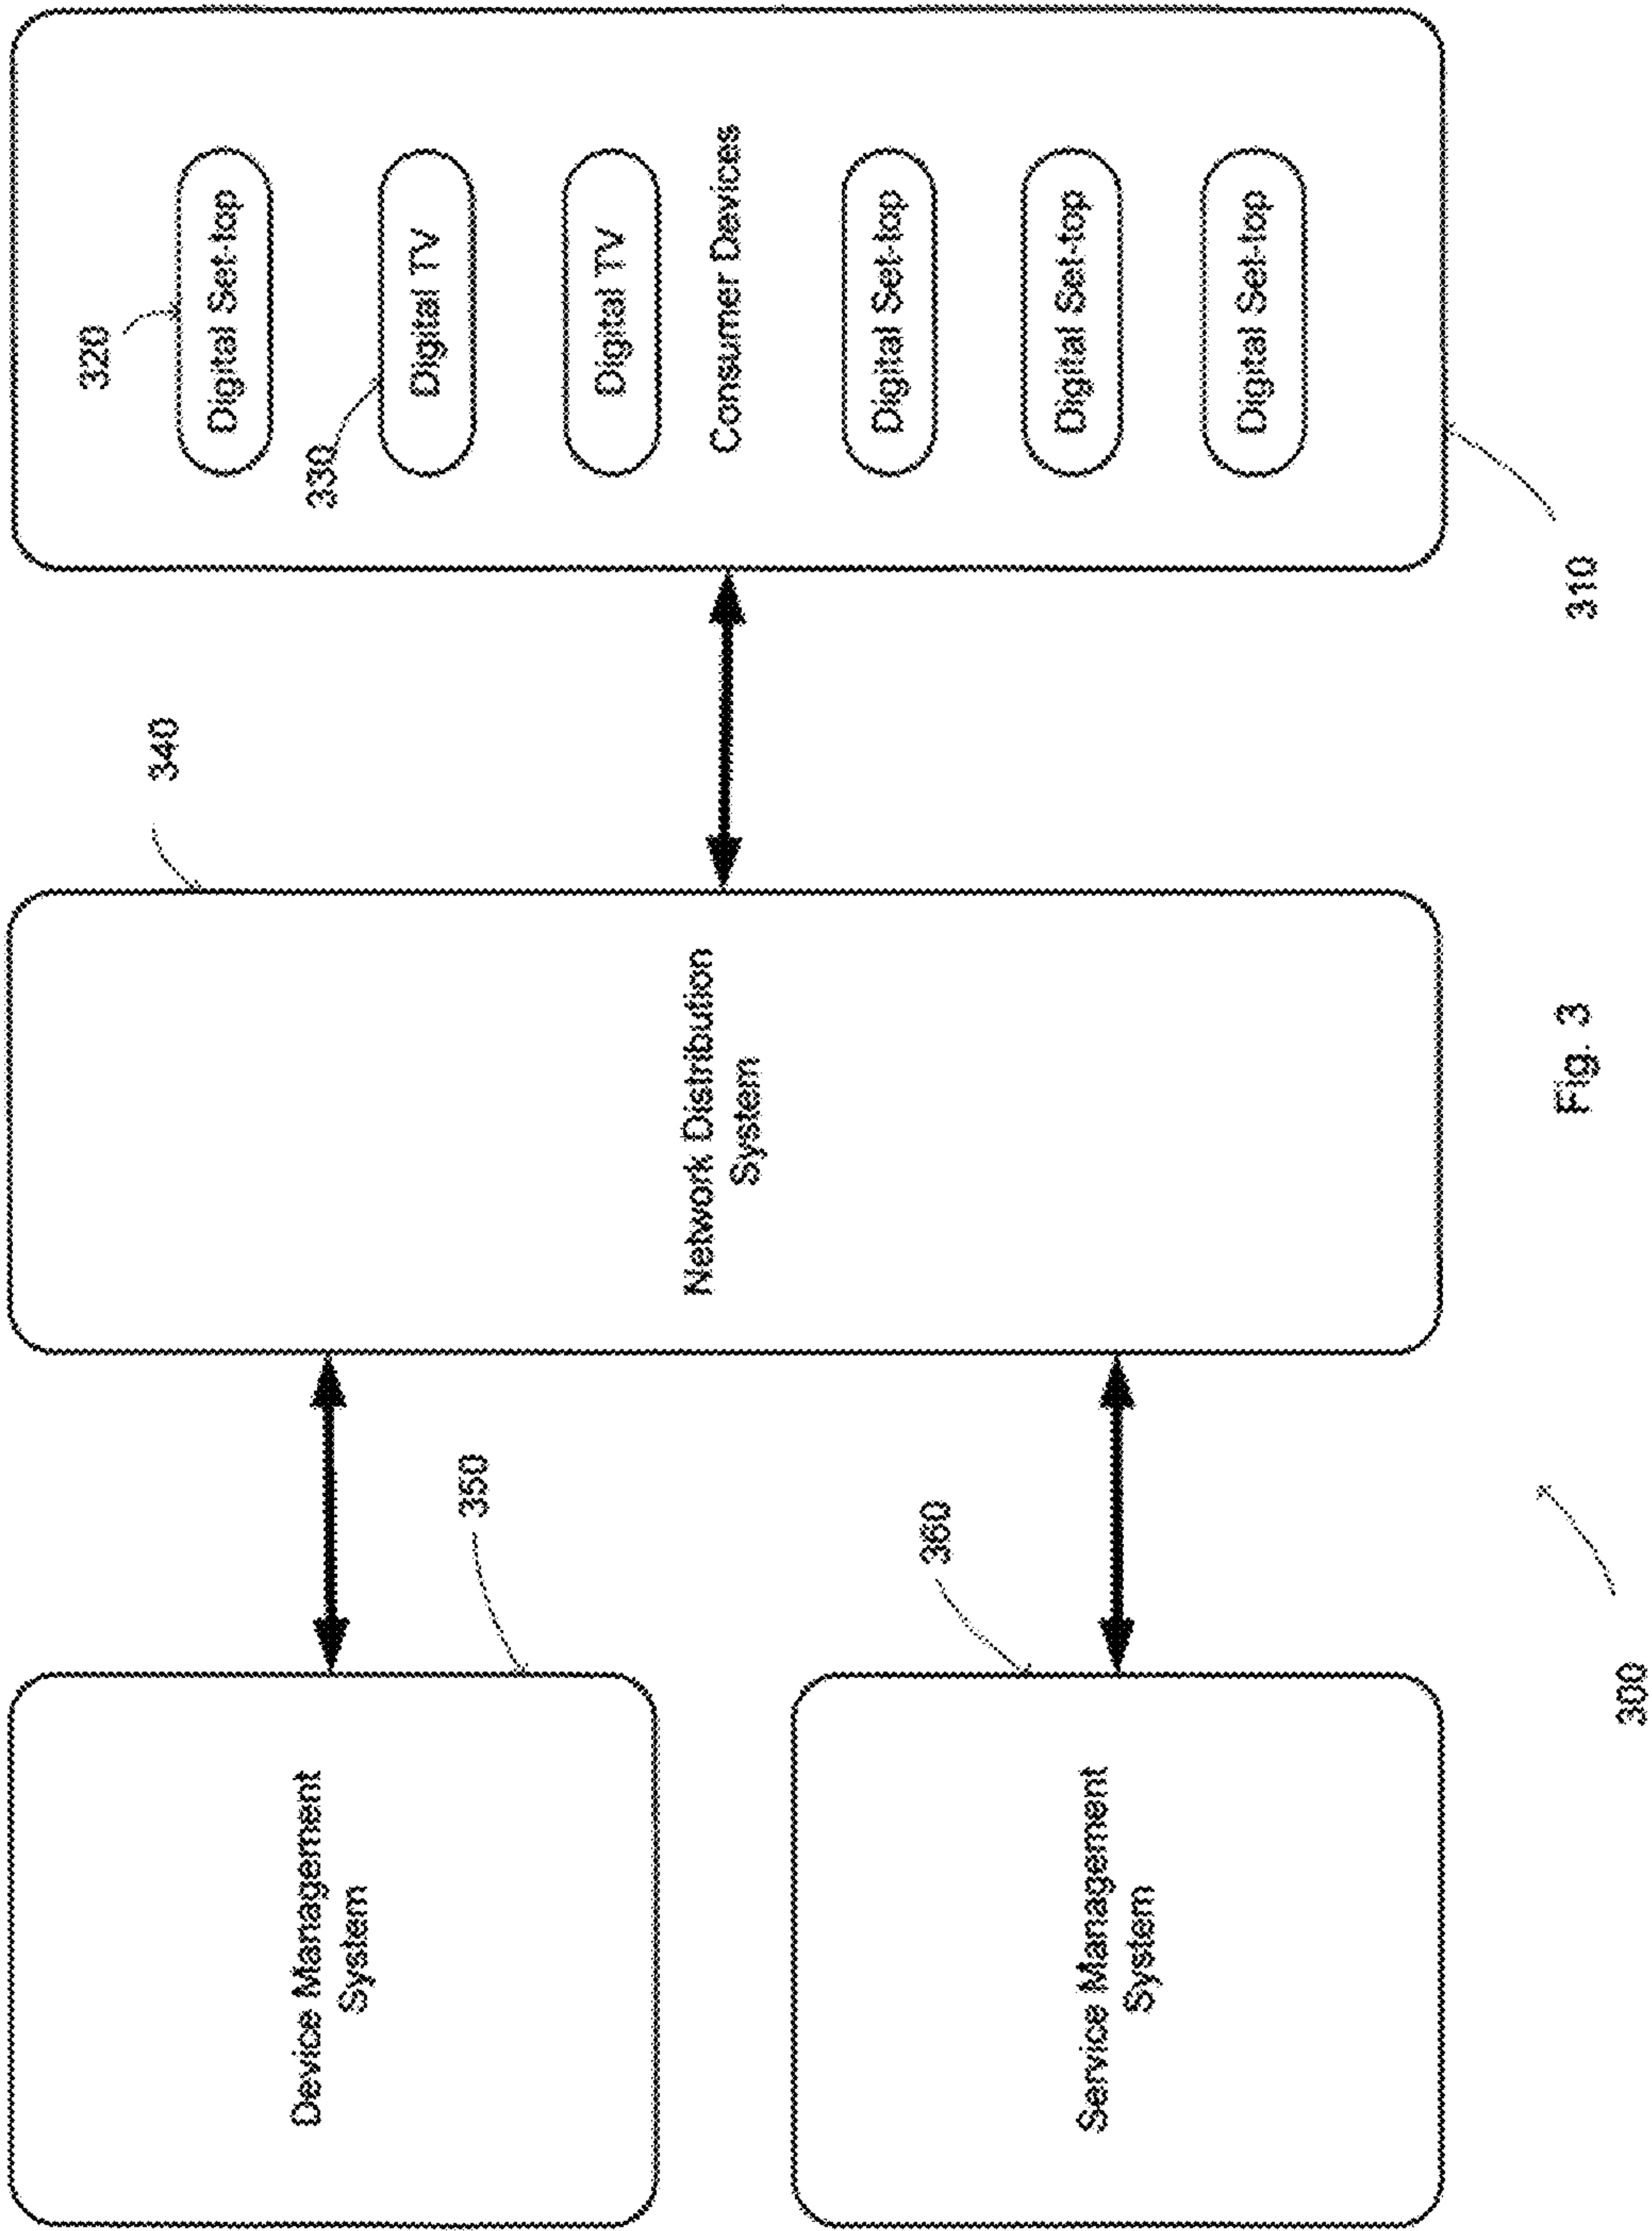 Device Management
System
350
Service Management
System
360
300
340
Network Distribution
System
320
Digital Set-top
330
Digital TV
Digital TV
Consumer Devices
Digital Set-top
Digital Set-top
Digital Set-top
310
Fig. 3